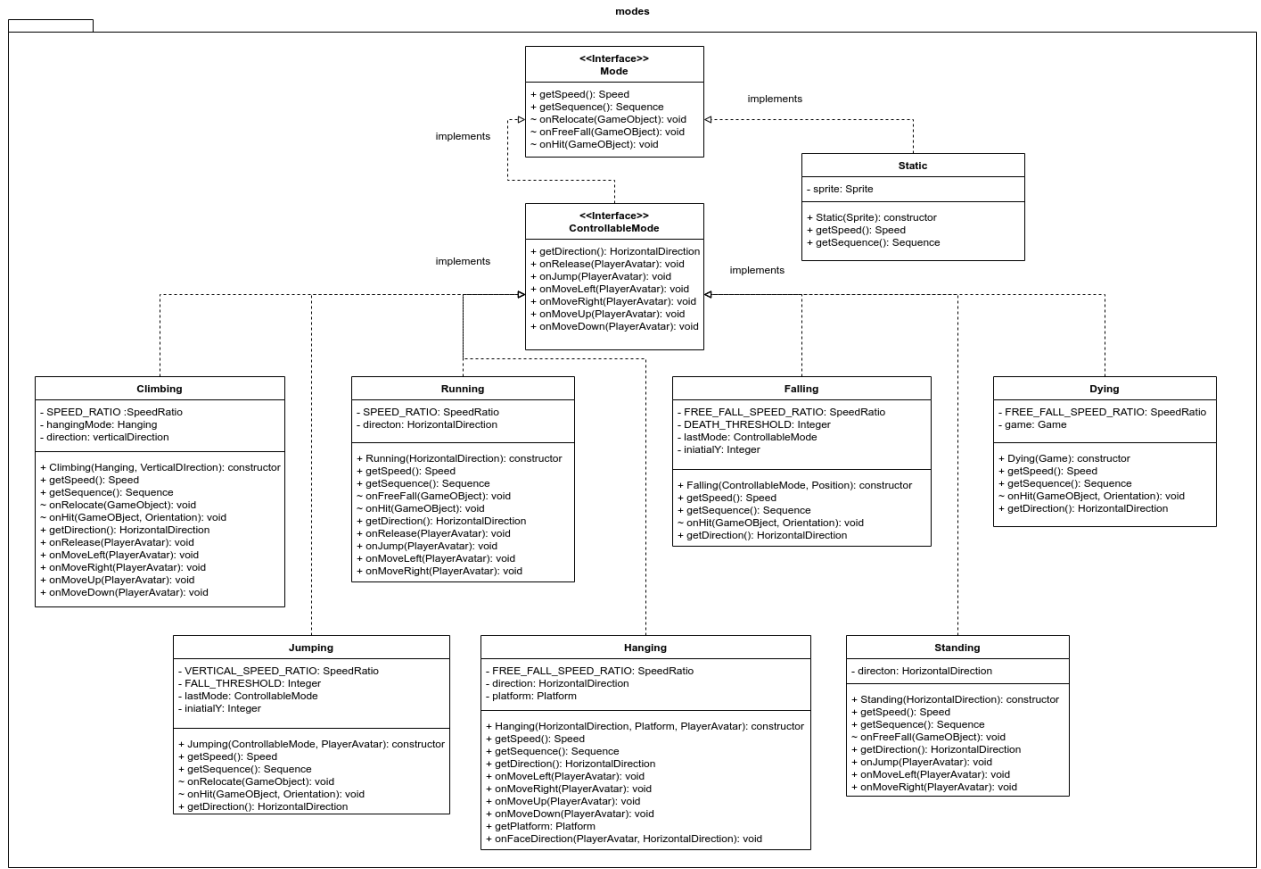 modes
<<Interface>>
Mode
+ getSpeed(): Speed
+ getSequence(): Sequence
~ onRelocate(GameObject): void
~ onFreeFall(GameOBject): void
~ onHit(GameOBject): void
implements
implements
Static
- sprite: Sprite
+ Static(Sprite): constructor
+ getSpeed(): Speed
+ getSequence(): Sequence
<<Interface>>
ControllableMode
+ getDirection(): HorizontalDirection
+ onRelease(PlayerAvatar): void
+ onJump(PlayerAvatar): void
+ onMoveLeft(PlayerAvatar): void
+ onMoveRight(PlayerAvatar): void
+ onMoveUp(PlayerAvatar): void
+ onMoveDown(PlayerAvatar): void
implements
implements
Climbing
- SPEED_RATIO :SpeedRatio
- hangingMode: Hanging
- direction: verticalDirection
+ Climbing(Hanging, VerticalDIrection): constructor
+ getSpeed(): Speed
+ getSequence(): Sequence
~ onRelocate(GameObject): void
~ onHit(GameOBject, Orientation): void
+ getDirection(): HorizontalDirection
+ onRelease(PlayerAvatar): void
+ onMoveLeft(PlayerAvatar): void
+ onMoveRight(PlayerAvatar): void
+ onMoveUp(PlayerAvatar): void
+ onMoveDown(PlayerAvatar): void
Running
- SPEED_RATIO: SpeedRatio
- directon: HorizontalDirection
+ Running(HorizontalDirection): constructor
+ getSpeed(): Speed
+ getSequence(): Sequence
~ onFreeFall(GameOBject): void
~ onHit(GameOBject): void
+ getDirection(): HorizontalDirection
+ onRelease(PlayerAvatar): void
+ onJump(PlayerAvatar): void
+ onMoveLeft(PlayerAvatar): void
+ onMoveRight(PlayerAvatar): void
Falling
- FREE_FALL_SPEED_RATIO: SpeedRatio
- DEATH_THRESHOLD: Integer
- lastMode: ControllableMode
- iniatialY: Integer
+ Falling(ControllableMode, Position): constructor
+ getSpeed(): Speed
+ getSequence(): Sequence
~ onHit(GameOBject, Orientation): void
+ getDirection(): HorizontalDirection
Dying
- FREE_FALL_SPEED_RATIO: SpeedRatio
- game: Game
+ Dying(Game): constructor
+ getSpeed(): Speed
+ getSequence(): Sequence
~ onHit(GameObject, Orientation): void
+ getDirection(): HorizontalDirection
Jumping
- VERTICAL_SPEED_RATIO: SpeedRatio
- FALL_THRESHOLD: Integer
- lastMode: ControllableMode
- iniatialY: Integer
+ Jumping(ControllableMode, PlayerAvatar): constructor
+ getSpeed(): Speed
+ getSequence(): Sequence
~ onRelocate(GameObject): void
~ onHit(GameOBject, Orientation): void
+ getDirection(): HorizontalDirection
Hanging
- FREE_FALL_SPEED_RATIO: SpeedRatio
- direction: HorizontalDirection
- platform: Platform
+ Hanging(HorizontalDirection, Platform, PlayerAvatar): constructor
+ getSpeed(): Speed
+ getSequence(): Sequence
+ getDirection(): HorizontalDirection
+ onMoveLeft(PlayerAvatar): void
+ onMoveRight(PlayerAvatar): void
+ onMoveUp(PlayerAvatar): void
+ onMoveDown(PlayerAvatar): void
+ getPlatform: Platform
+ onFaceDirection(PlayerAvatar, HorizontalDirection): void
Standing
- directon: HorizontalDirection
+ Standing(HorizontalDirection): constructor
+ getSpeed(): Speed
+ getSequence(): Sequence
~ onFreeFall(GameOBject): void
+ getDirection(): HorizontalDirection
+ onJump(PlayerAvatar): void
+ onMoveLeft(PlayerAvatar): void
+ onMoveRight(PlayerAvatar): void